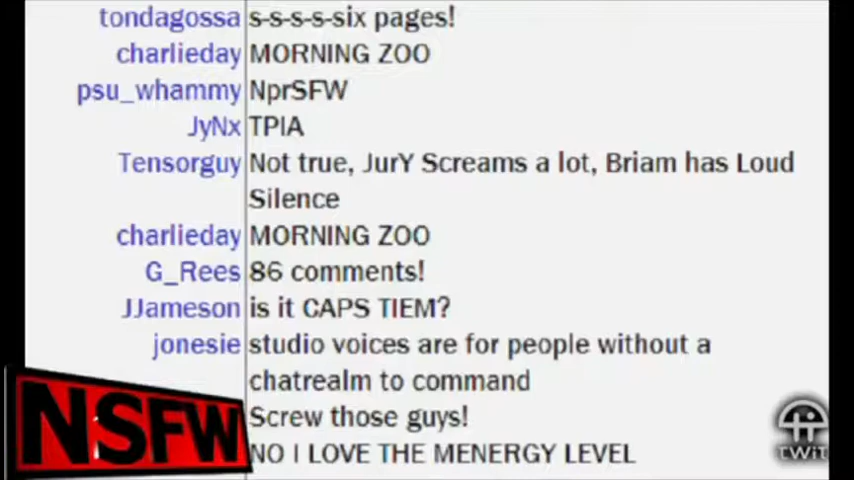 tondagossa s-s-s-s-six pages!
charlieday MORNING ZOO
psu_whammy NprSFW
JyNx TPIA
Tensorguy Not true, JurY Screams a lot, Briam has Loud
Silence
charlieday MORNING ZOO
G_Rees 86 comments!
JJameson is it CAPS TIEM?
jonesie studio voices are for people without a
chatrealm to command
Screw those guys!
NO I LOVE THE MENERGY LEVEL
NSFW
TWiT